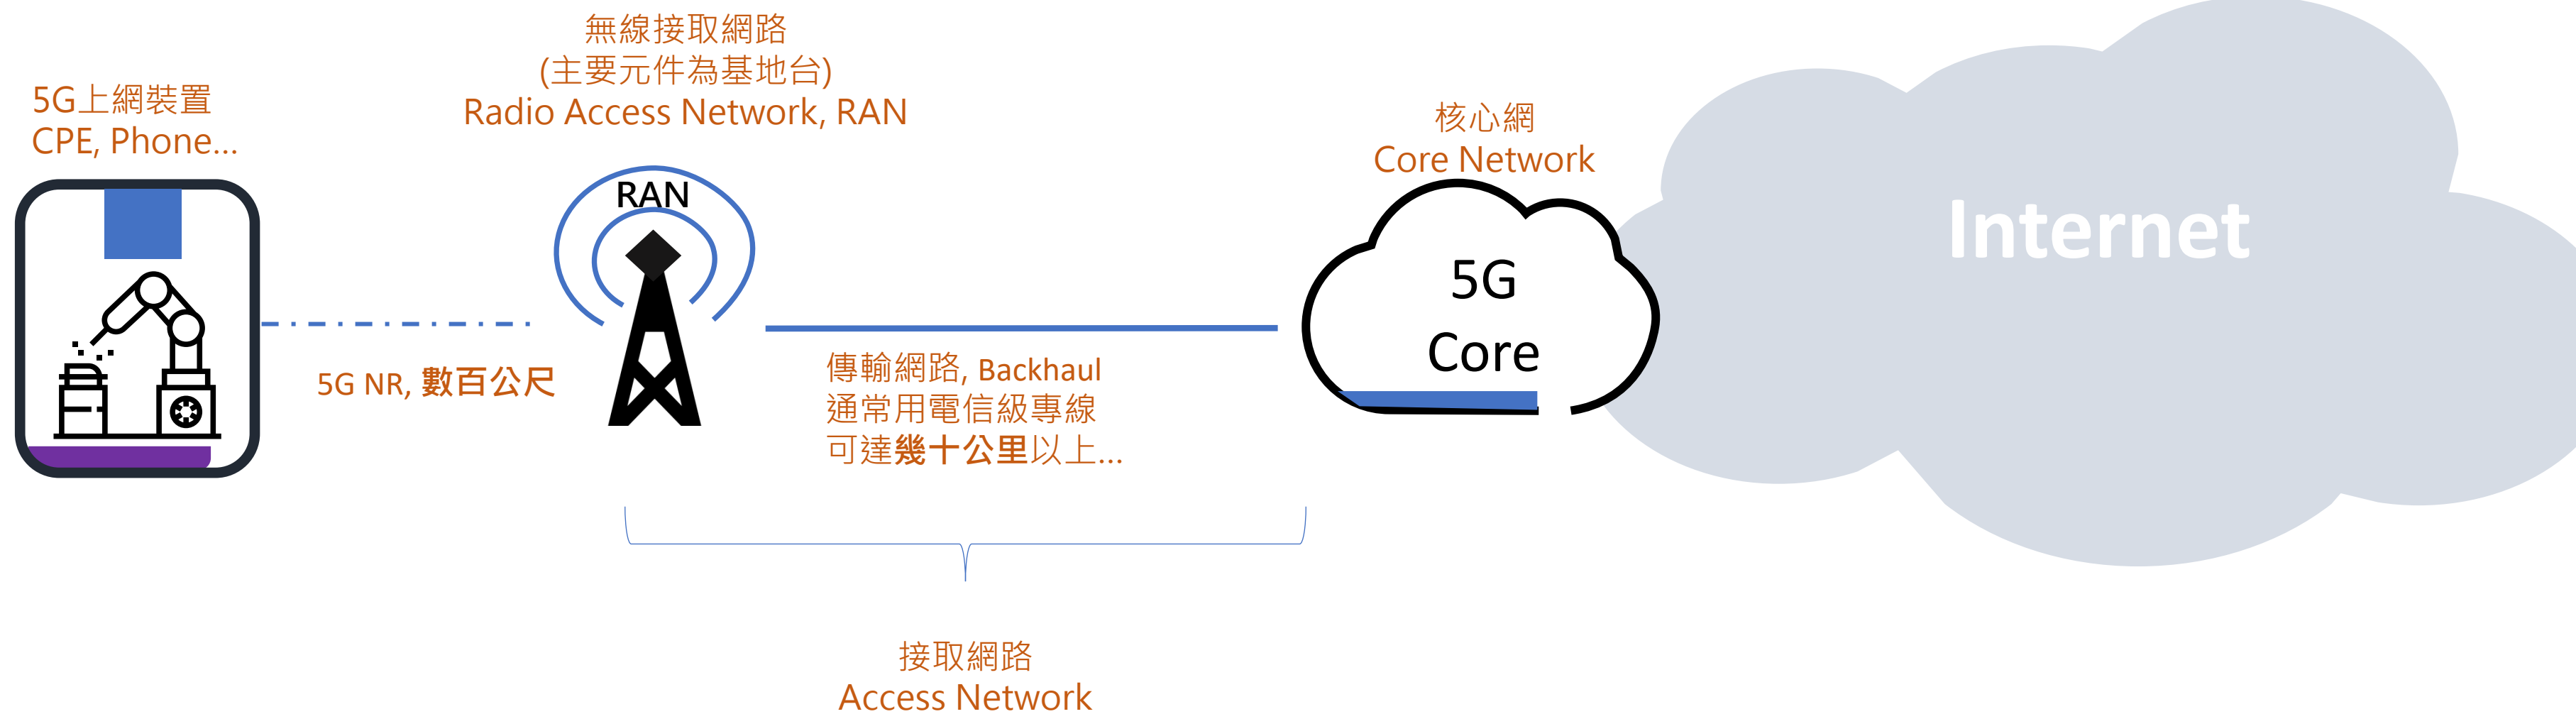 5G上網裝置
CPE, Phone...
無線接取網路
(主要元件為基地台)
Radio Access Network, RAN
RAN
5G NR, 數百公尺
傳輸網路, Backhaul
通常用電信級專線
可達幾十公里以上...
核心網
Core Network
5G
Core
Internet
接取網路
Access Network